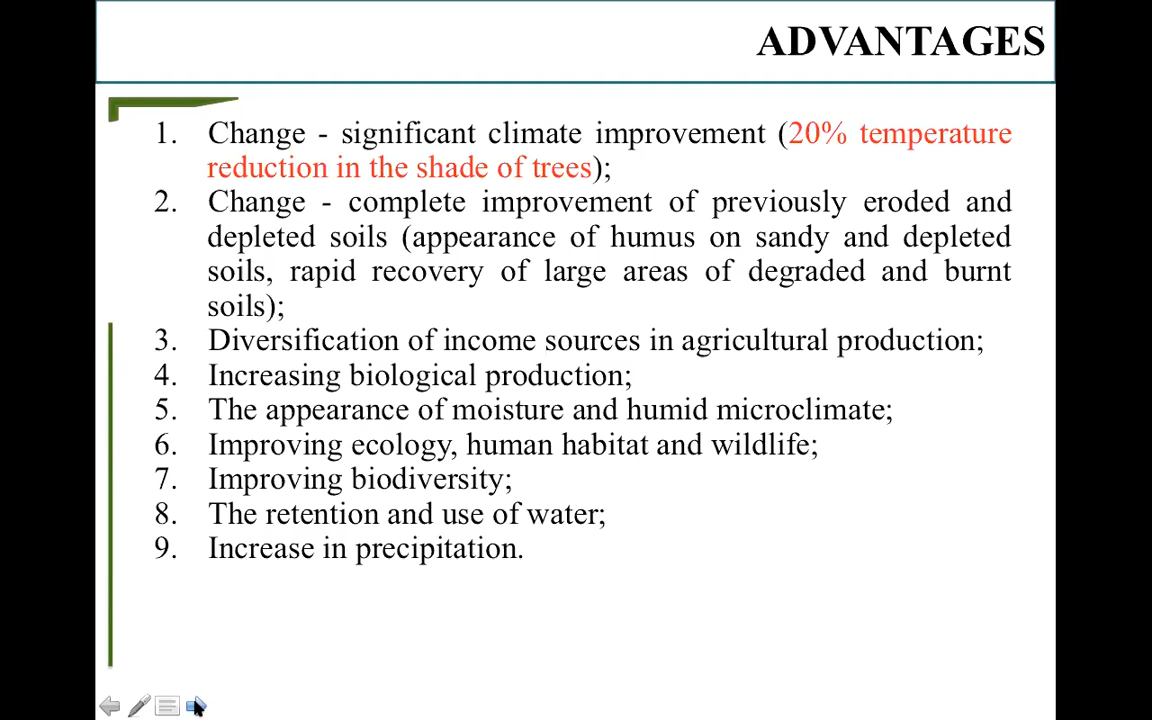 ADVANTAGES
1. Change - significant climate improvement (20% temperature
reduction in the shade of trees);
2. Change - complete improvement of previously eroded and
depleted soils (appearance of humus on sandy and depleted
soils, rapid recovery of large areas of degraded and burnt
soils);
3. Diversification of income sources in agricultural production;
4. Increasing biological production;
5. The appearance of moisture and humid microclimate;
6. Improving ecology, human habitat and wildlife;
7. Improving biodiversity;
8. The retention and use of water;
9. Increase in precipitation.